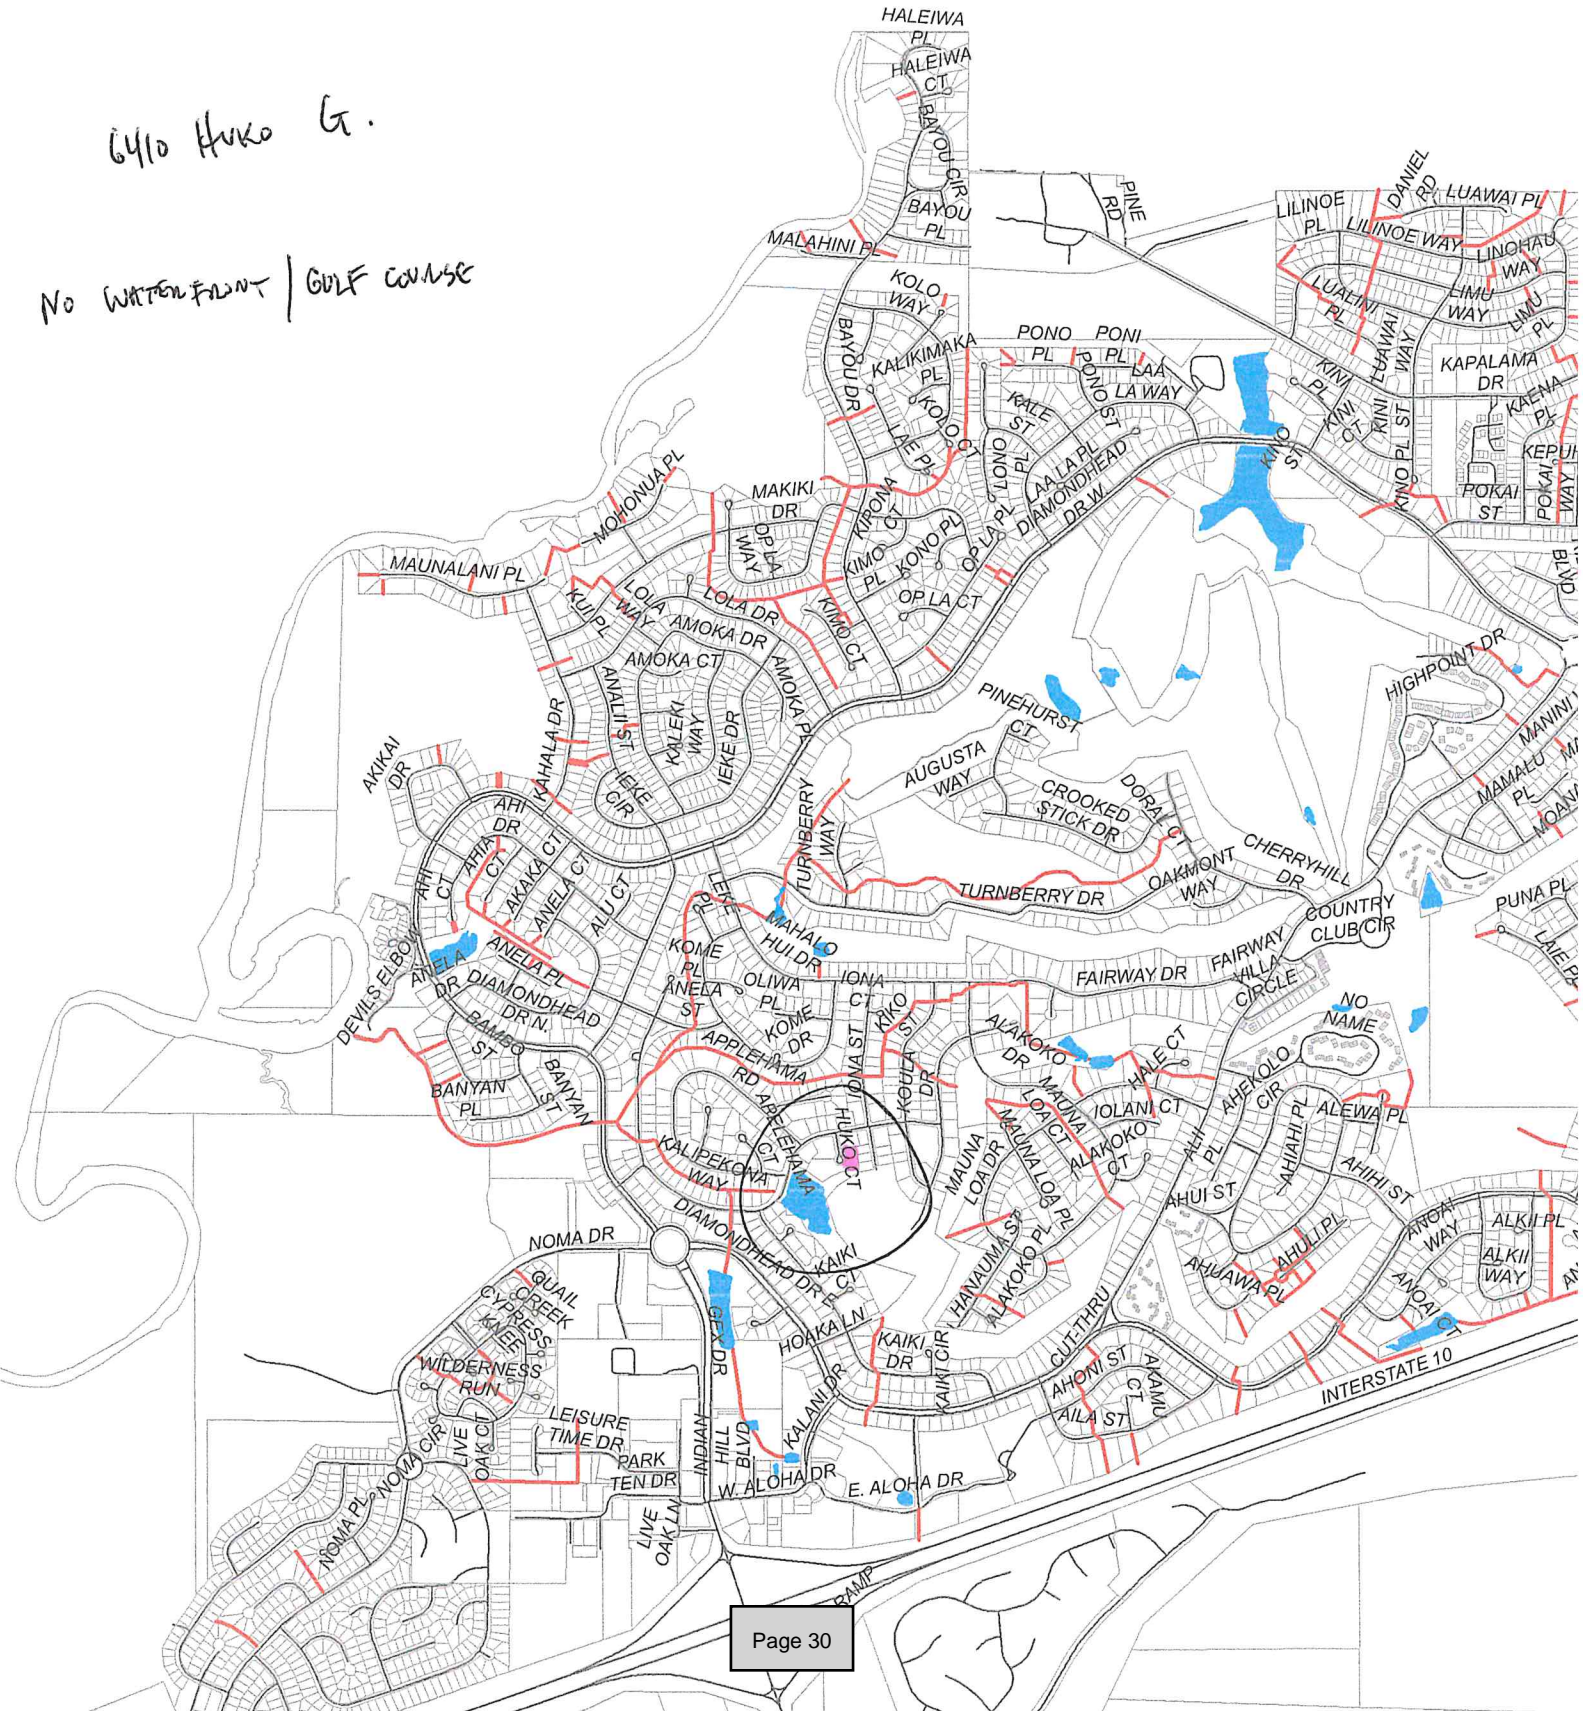 HALEIWA
PL
HALEIWA
CT
6410 HUKO CT.
BAYOU CIR
PINE
RD
DANIEL
RD
LUAWAI PL
LILINOE
PL
LILINOE WAY
LINOHAU
WAY
BAYOU
PL
MALAHINI PL
NO WATERFRONT / GOLF COURSE
KOLO
WAY
LUALINI
PL
LIMU
WAY
LIMU
PL
BAYOU DR
KALIKIMAKA
PL
PONO
PL
PONI
PL
LAA
LA WAY
PONO ST
LUAWAI
WAY
KAPALAMA
DR
KINI
PL
KINI
CT
KINI
KAENA
PL
KOLO CT
KALE
ST
LAE PL
LONO
PL
LAA LA PL
DIAMONDHEAD
DR W.
KINO
ST
KINO PL
ST
KEPUH
WAY
POKAI
ST
POKAI
MOHONUA PL
MAKIKI
DR
OP LA
WAY
KIPONA
CT
KIMO
PL
KONO PL
OP LA PL
OP LA CT
MAUNALANI PL
BLVD
KUI PL
LOLA
WAY
LOLA DR
KIMO CT
AMOKA DR
AMOKA CT
AMOKA PL
ANALII ST
KALEKI
WAY
IEKE DR
IEKE
CIR
KAHALA DR
HIGHPOINT DR
PINEHURST
CT
MANINI
MAMALU
PL
MOANA
AUGUSTA
WAY
AKIKAI
DR
CROOKED
STICK DR
DORAL CT
TURNBERRY
WAY
AHI
DR
AHIA
CT
AKAKA CT
ANELA CT
ALU CT
AHI
CT
CHERRYHILL
DR
OAKMONT
WAY
TURNBERRY DR
LEKE
PL
COUNTRY
CLUB CIR
PUNA PL
LAIE PL
MAHALO
HUI DR
DEVILS ELBOW
ANELA
DR
ANELA PL
DIAMONDHEAD
DR N.
KOME
PL
ANELA
ST
OLIWA
PL
IONA
CT
FAIRWAY DR
FAIRWAY
VILLA
CIRCLE
KOME
DR
KIKO
ST
NO
NAME
BAMBO
ST
BANYAN
PL
BANYAN
ST
APPLEHAMA
RD
IONA ST
KOULA
DR
ALAKOKO
DR
HALE CT
AHEKOLO
CIR
ALEWA PL
APELEHAMA
CT
HUKO CT
MAUNA
LOA CT
IOLANI CT
MAUNA
LOA DR
MAUNA LOA PL
ALAKOKO
CT
ALII
PL
AHIAHI PL
AHIHI ST
KALIPEKONA
WAY
AHUI ST
NOMA DR
DIAMONDHEAD DR E
KAIKI
CT
HANAUMA ST
ALAKOKO PL
AHUAWA PL
AHULI PL
ANOAI
WAY
ALKII PL
ALKII
WAY
AN
ANOAI CT
QUAIL
CREEK
CYPRESS
KNEE
GEX DR
HOAKA LN
KAIKI
DR
KAIKI CIR
CUT-THRU
AHONI ST
AKAMU
CT
AILA ST
INTERSTATE 10
WILDERNESS
RUN
KALANI DR
LEISURE
TIME DR
LIVE
OAK CT
NOMA CIR
PARK
TEN DR
INDIAN
HILL
BLVD
W. ALOHA DR
E. ALOHA DR
LIVE
OAK LN
NOMA PL
RAMP
Page 30